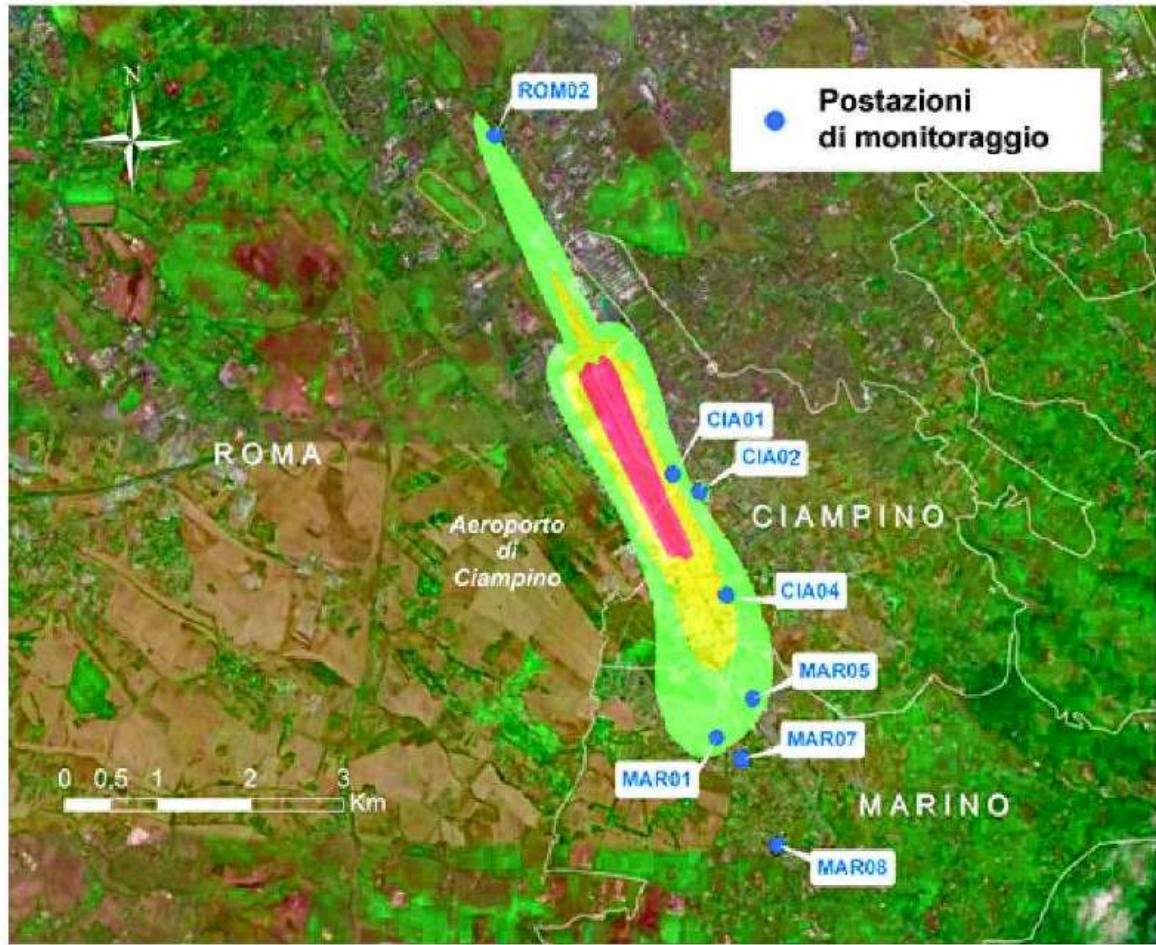 N
ROM02
Postazioni
di monitoraggio
ROMA
CIA01
CIA02
CIAMPINO
Aeroporto
di
Ciampino
CIA04
MAR05
MAR07
MAR01
0 0,5 1 2 3
Km
MARINO
MAR08